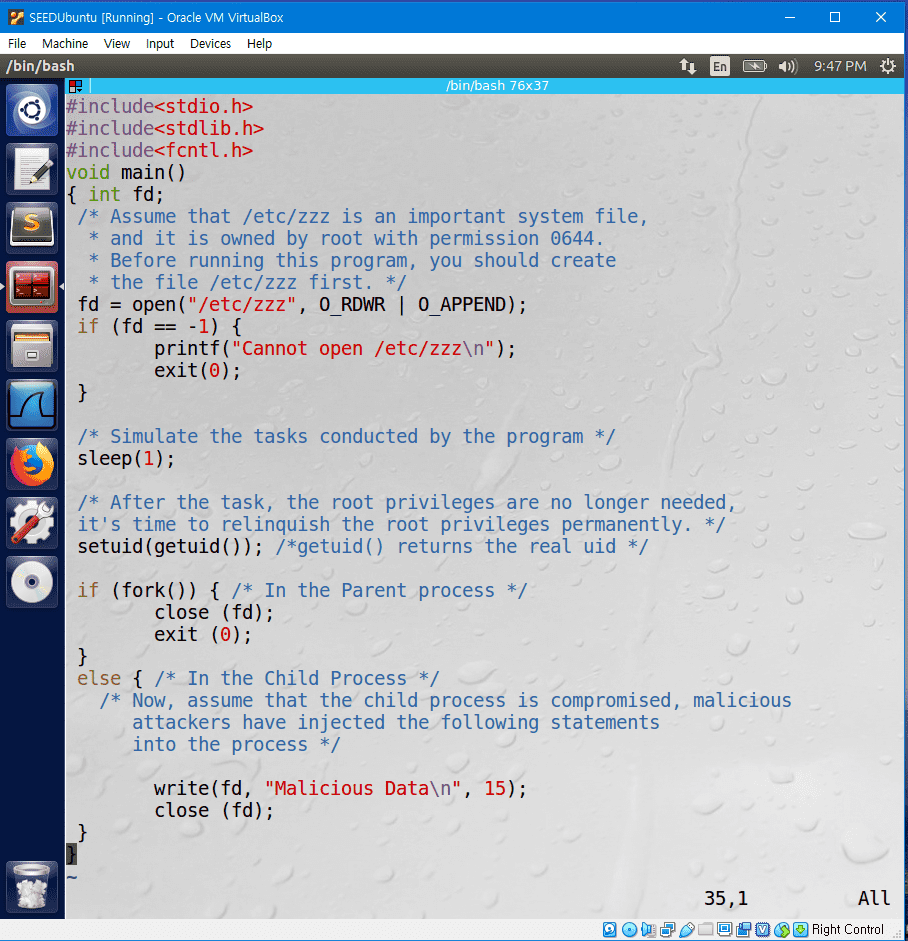 SEEDUbuntu [Running] - Oracle VM VirtualBox
File Machine View Input Devices Help
/bin/bash En 9:47 PM
/bin/bash 76x37
#include<stdio.h>
#include<stdlib.h>
#include<fcntl.h>
void main()
{ int fd;
 /* Assume that /etc/zzz is an important system file,
  * and it is owned by root with permission 0644.
  * Before running this program, you should create
  * the file /etc/zzz first. */
 fd = open("/etc/zzz", O_RDWR | O_APPEND);
 if (fd == -1) {
        printf("Cannot open /etc/zzz\n");
        exit(0);
 }
 /* Simulate the tasks conducted by the program */
 sleep(1);
 /* After the task, the root privileges are no longer needed,
 it's time to relinquish the root privileges permanently. */
 setuid(getuid()); /*getuid() returns the real uid */
 if (fork()) { /* In the Parent process */
        close (fd);
        exit (0);
 }
 else { /* In the Child Process */
   /* Now, assume that the child process is compromised, malicious
      attackers have injected the following statements
      into the process */
        write(fd, "Malicious Data\n", 15);
        close (fd);
 }
}
~
35,1 All
Right Control